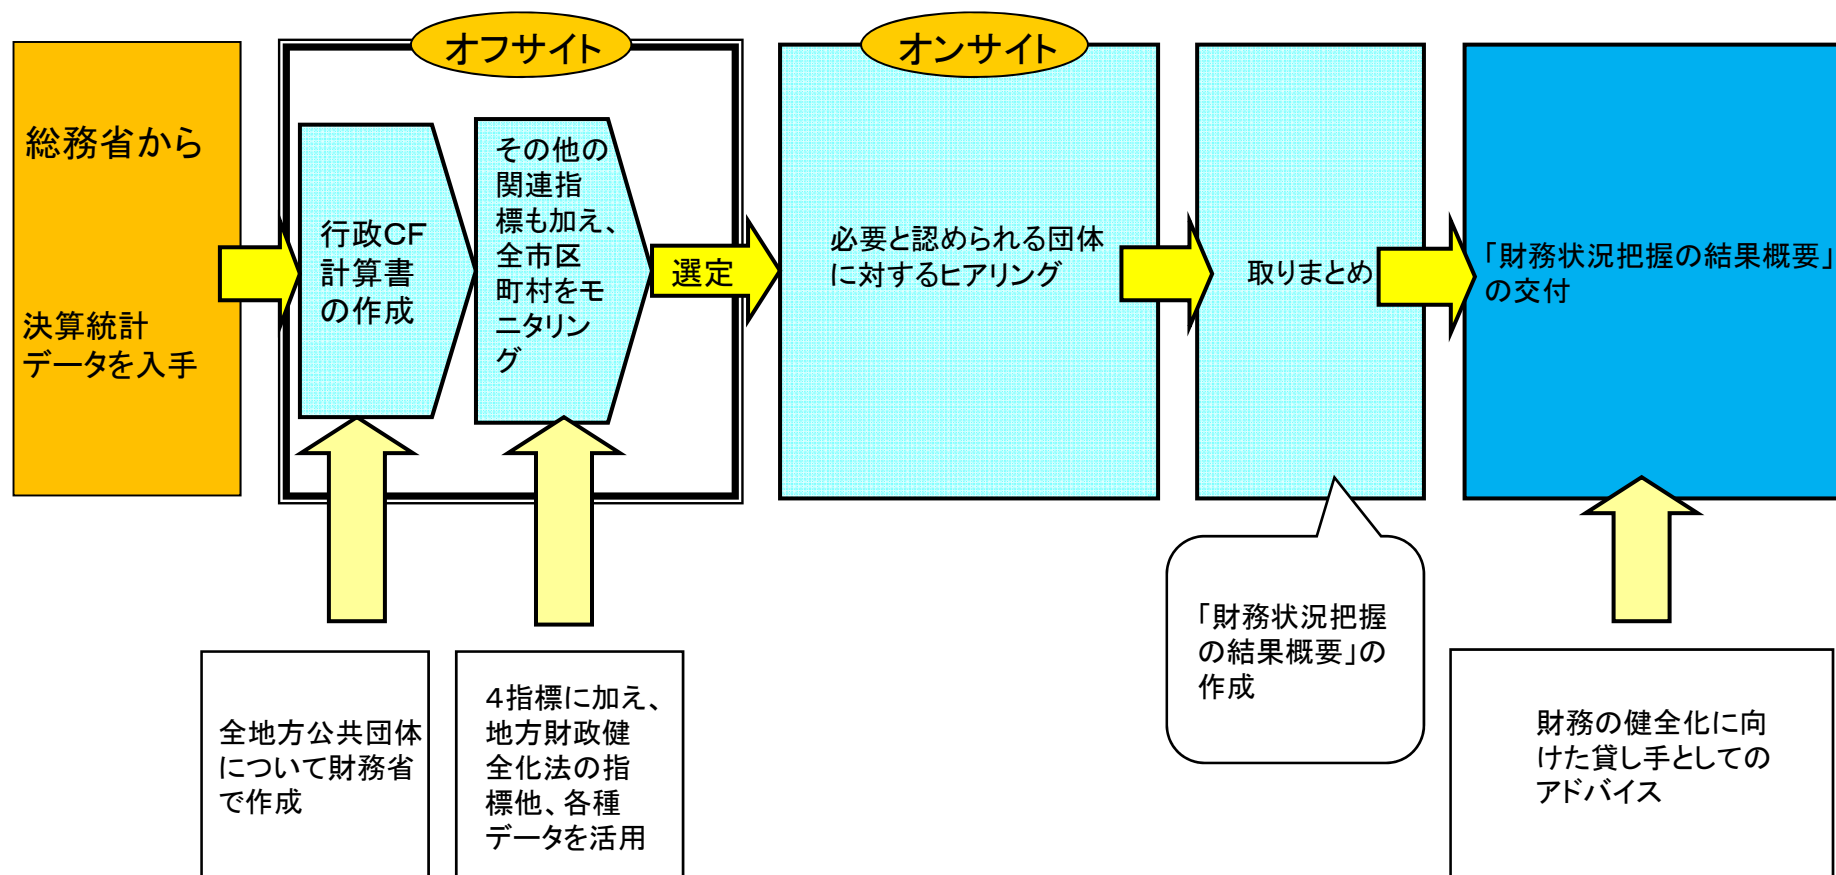 オフサイト
オンサイト
総務省から
決算統計
データを入手
行政CF
計算書
の作成
その他の
関連指
標も加え、
全市区
町村をモ
ニタリン
グ
選定
必要と認められる団体
に対するヒアリング
取りまとめ
「財務状況把握の結果概要」
の交付
全地方公共団体
について財務省
で作成
４指標に加え、
地方財政健
全化法の指
標他、各種
データを活用
「財務状況把握
の結果概要」の
作成
財務の健全化に向
けた貸し手としての
アドバイス